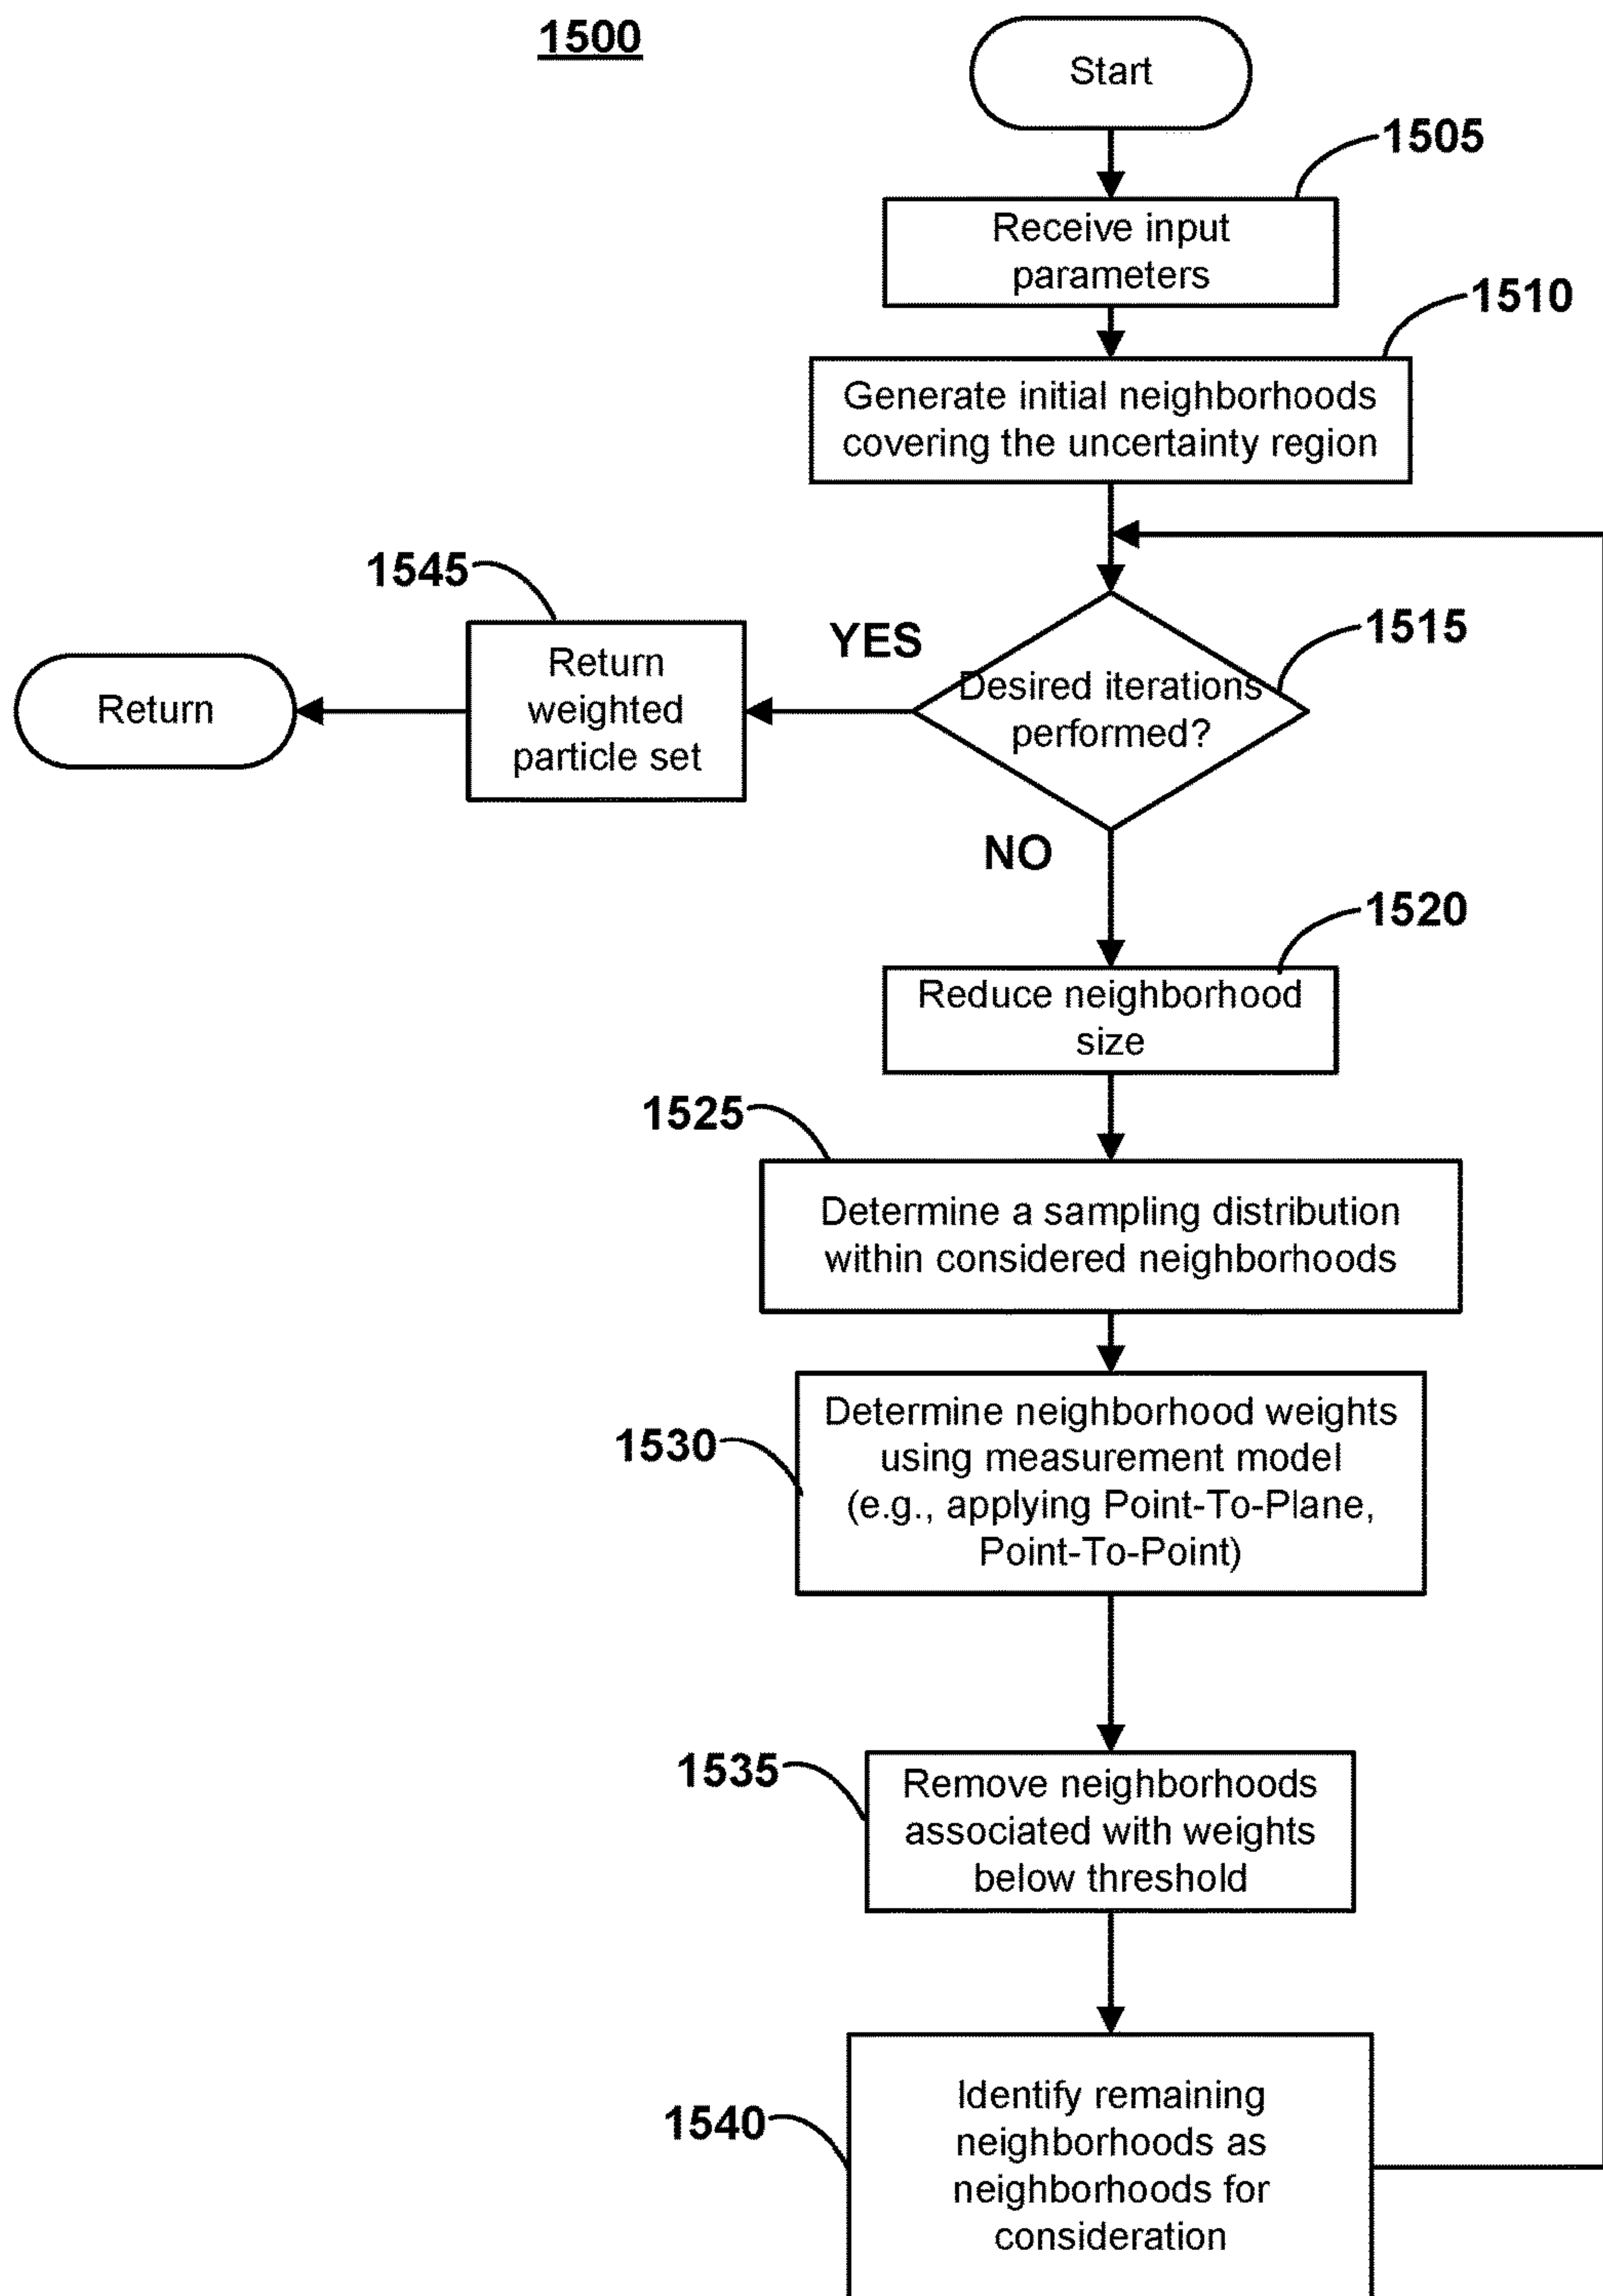 1500
Start
1505
Receive input
parameters
1510
Generate initial neighborhoods
covering the uncertainty region
1545
YES
1515
Return
Return
weighted
particle set
Desired iterations
performed?
NO
1520
Reduce neighborhood
size
1525
Determine a sampling distribution
within considered neighborhoods
1530
Determine neighborhood weights
using measurement model
(e.g., applying Point-To-Plane,
Point-To-Point)
1535
Remove neighborhoods
associated with weights
below threshold
1540
Identify remaining
neighborhoods as
neighborhoods for
consideration